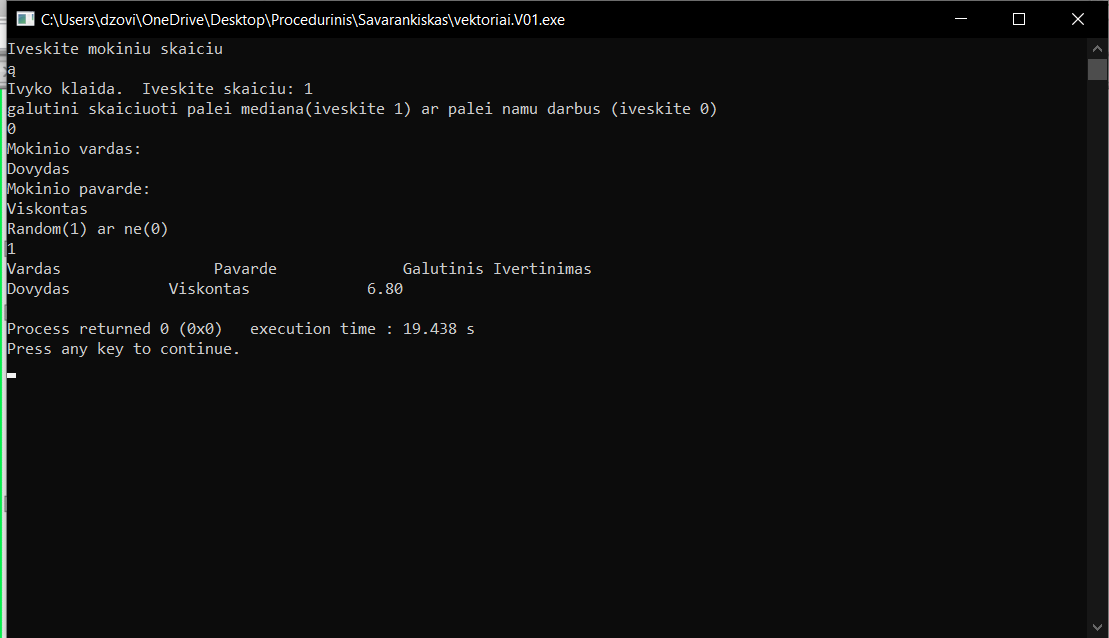 C:\Users\dzovi\OneDrive\Desktop\Procedurinis\Savarankiskas\vektoriai.V01.exe
Iveskite mokiniu skaiciu
ą
Ivyko klaida.  Iveskite skaiciu: 1
galutini skaiciuoti palei mediana(iveskite 1) ar palei namu darbus (iveskite 0)
0
Mokinio vardas:
Dovydas
Mokinio pavarde:
Viskontas
Random(1) ar ne(0)
1
Vardas                 Pavarde              Galutinis Ivertinimas
Dovydas           Viskontas             6.80
Process returned 0 (0x0)   execution time : 19.438 s
Press any key to continue.